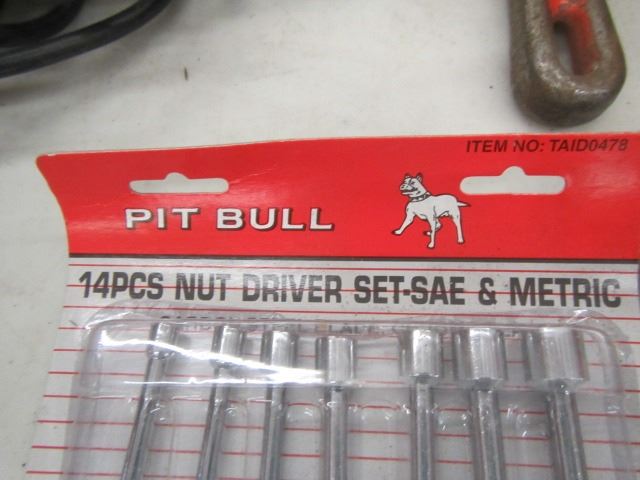 ITEM NO: TAID0478
PIT BULL
14PCS NUT DRIVER SET-SAE & METRIC